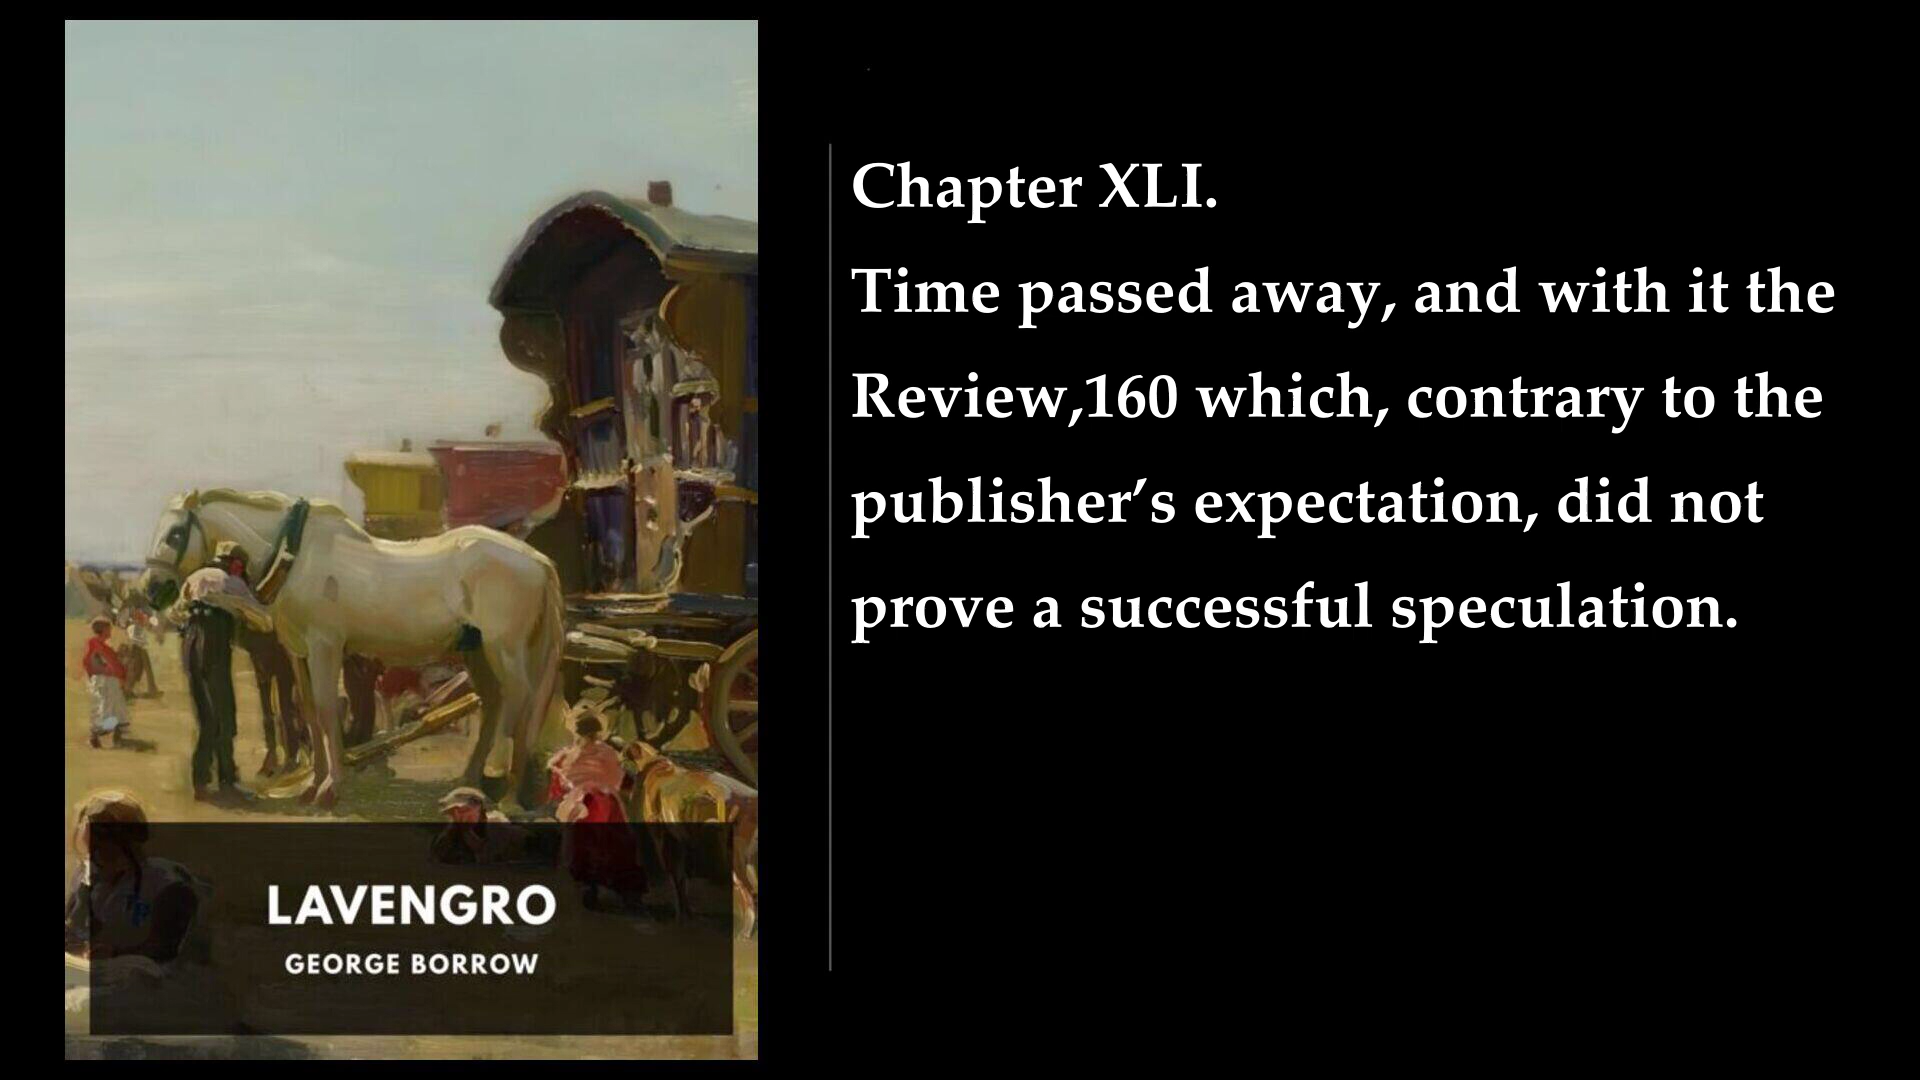 Chapter XLI.
Time passed away, and with it the
Review,160 which, contrary to the
publisher’s expectation, did not
prove a successful speculation.
LAVENGRO
GEORGE BORROW